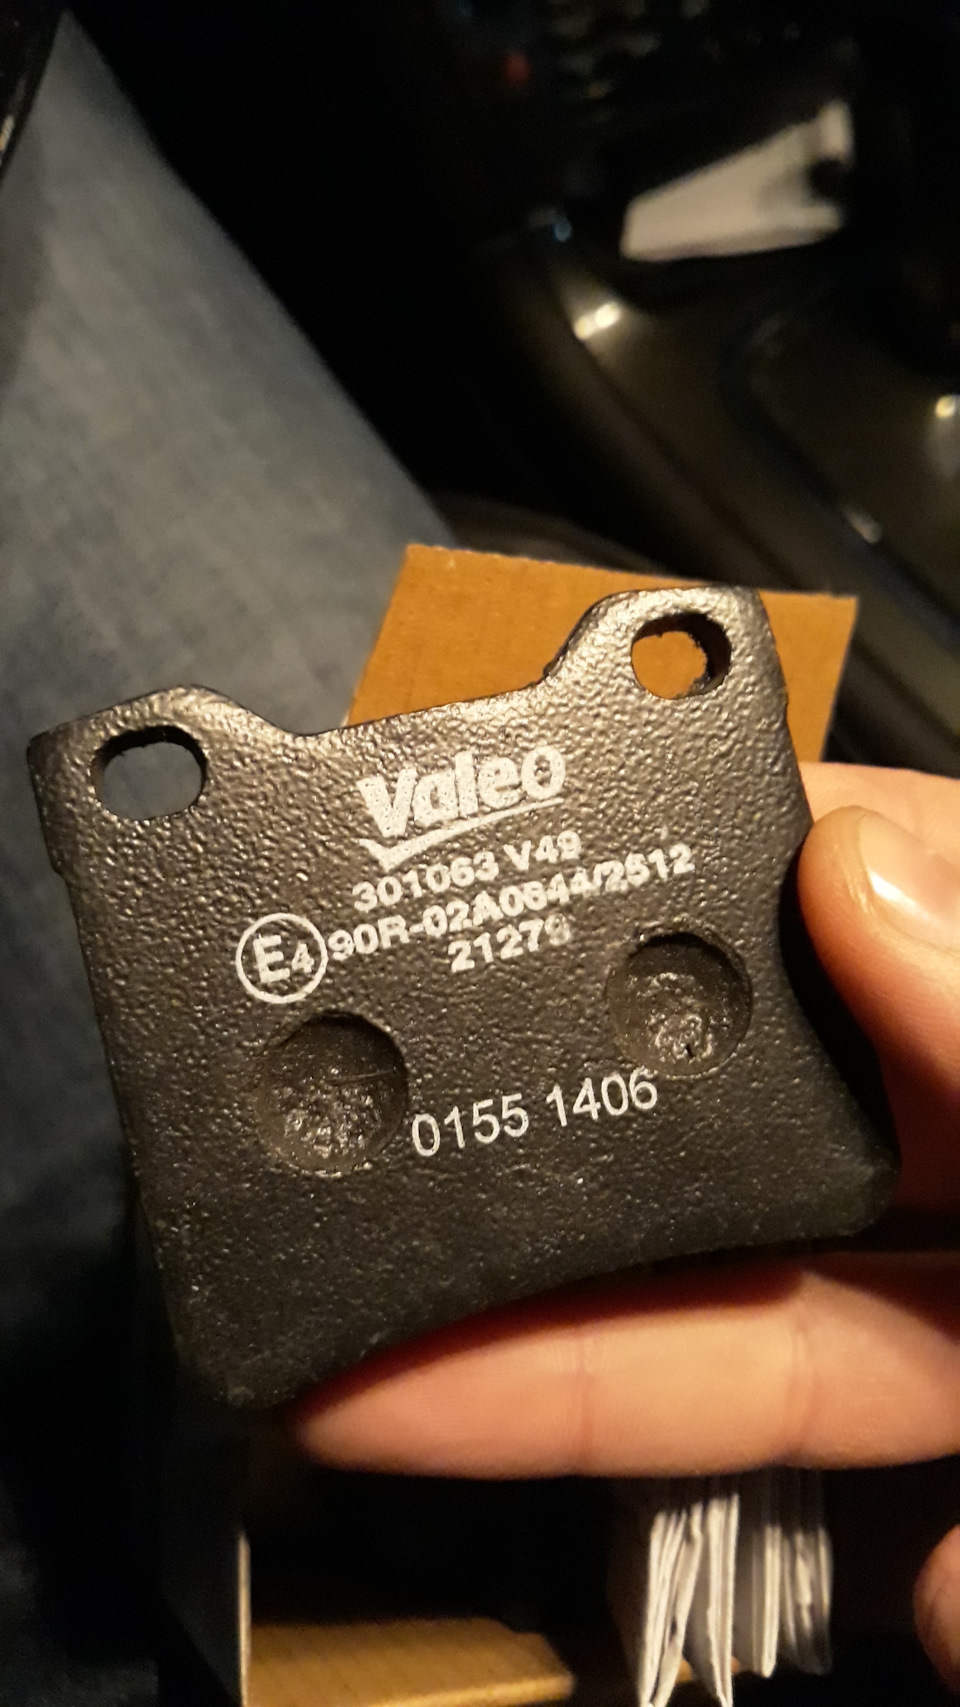 Valeo
301063 V49
E4 90R-02A0844/2512
21279
0155 1406